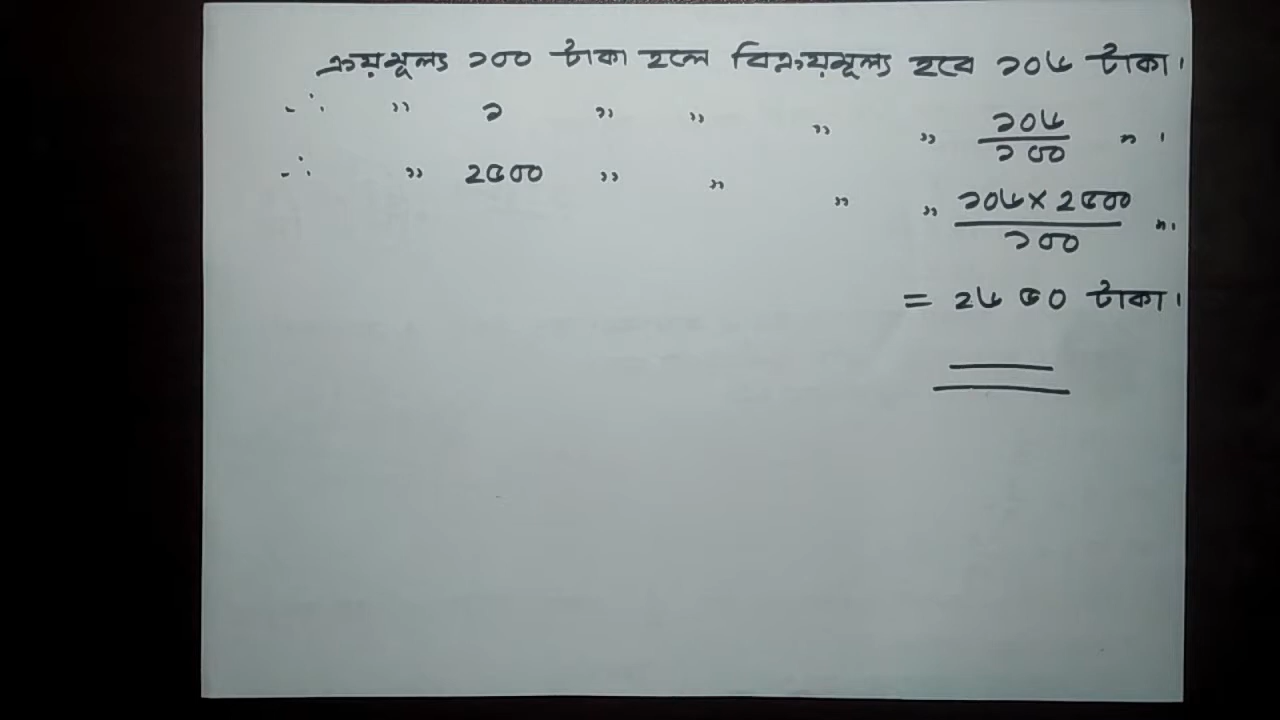 ক্রয়মূল্য ১০০ টাকা হলে বিক্রয়মূল্য হবে ১০৬ টাকা।
∴ " ১ " " " " ১০৬/১০০ "।
∴ " ২৫০০ " " " " ১০৬×২৫০০/১০০ "।
= ২৬৫০ টাকা।